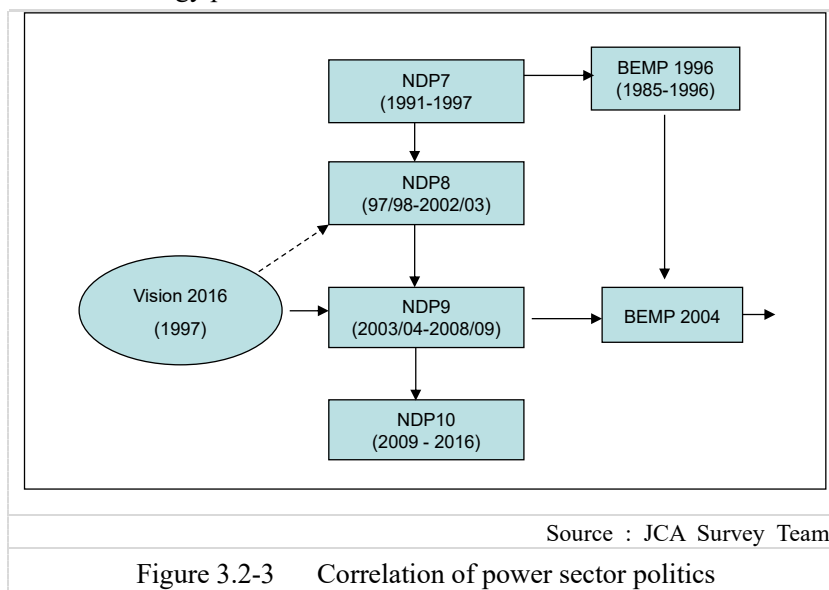 NDP7
(1991-1997
BEMP 1996
(1985-1996)
NDP8
(97/98-2002/03)
Vision 2016
(1997)
NDP9
(2003/04-2008/09)
BEMP 2004
NDP10
(2009 - 2016)
Source : JCA Survey Team
Figure 3.2-3 Correlation of power sector politics